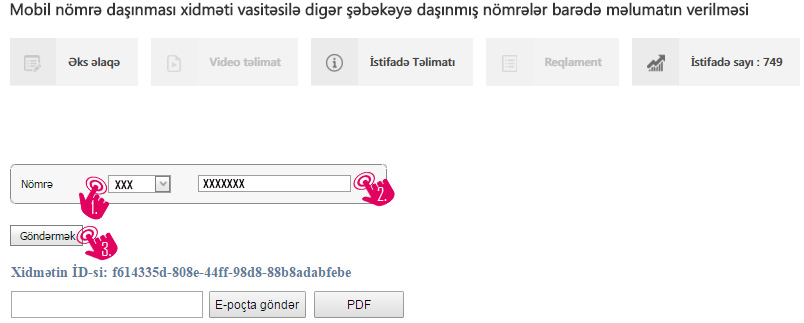 Mobil nömrə daşınması xidməti vasitəsilə digər şəbəkəyə daşınmış nömrələr barədə məlumatın verilməsi
Əks əlaqə Video təlimat İstifadə Təlimatı Reqlament İstifadə sayı : 749
Nömrə XXX XXXXXXX
1. 2.
Göndərmək 3.
Xidmətin İD-si: f614335d-808e-44ff-98d8-88b8adabfebe
E-poçta göndər PDF